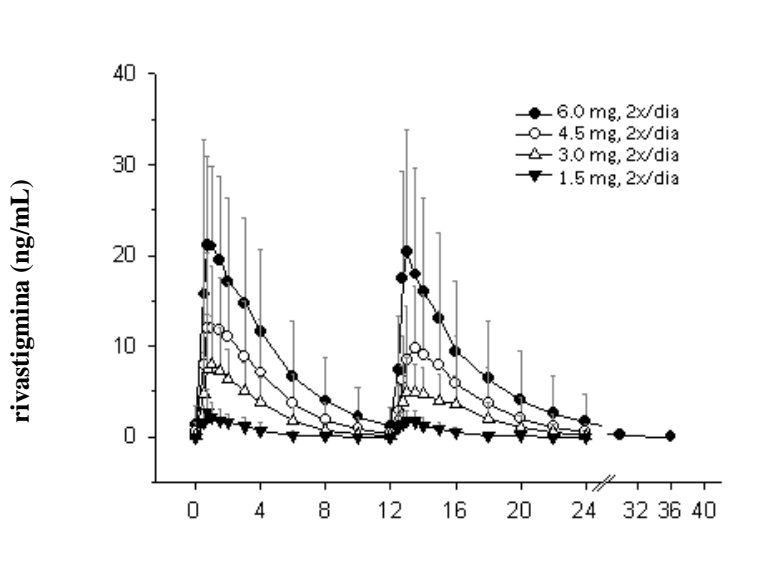 40
30
20
10
0
rivastigmina (ng/mL)
6.0 mg, 2x/dia
4.5 mg, 2x/dia
3.0 mg, 2x/dia
1.5 mg, 2x/dia
0 4 8 12 16 20 24 32 36 40